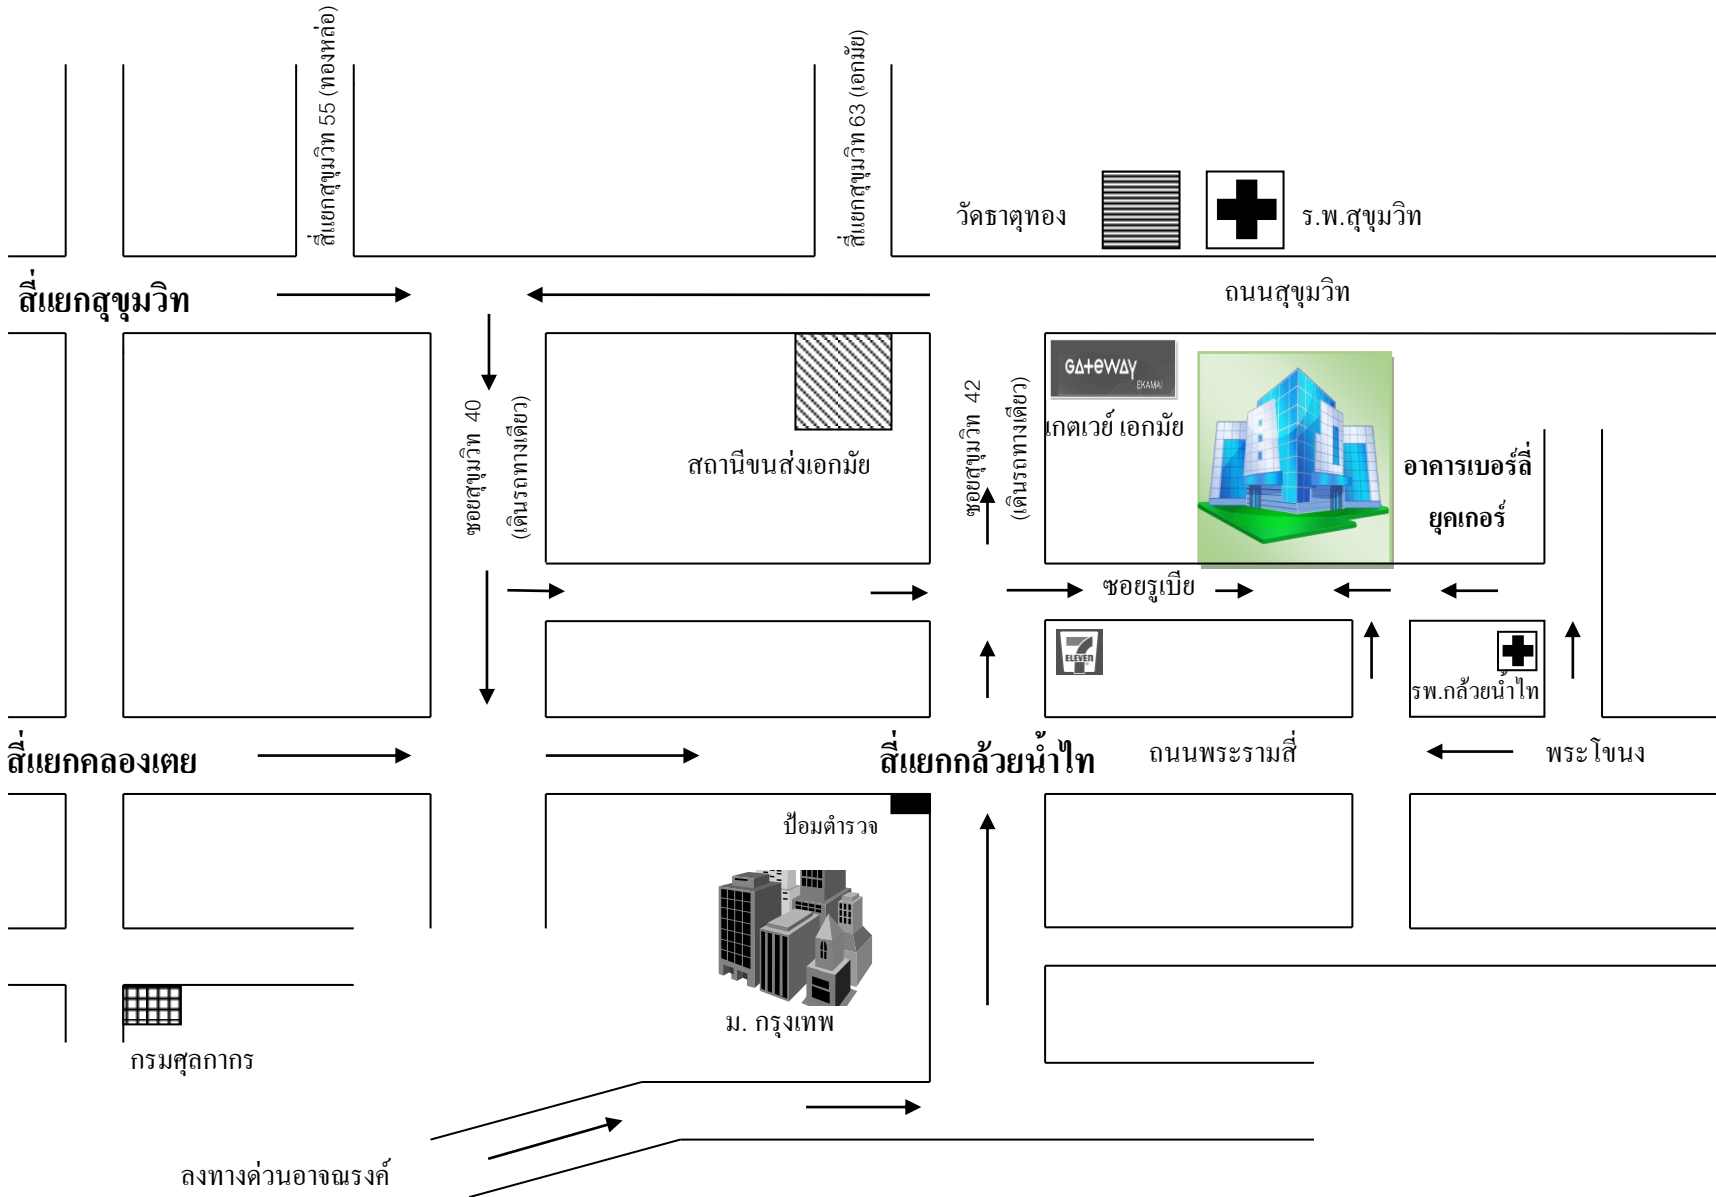 สี่แยกสุขุมวิท 55 (ทองหล่อ)
สี่แยกสุขุมวิท 63 (เอกมัย)
วัดธาตุทอง
ร.พ.สุขุมวิท
สี่แยกสุขุมวิท
ถนนสุขุมวิท
GATEWAY
EKAMAI
เกตเวย์ เอกมัย
ซอยสุขุมวิท 40
(เดินรถทางเดียว)
สถานีขนส่งเอกมัย
ซอยสุขุมวิท 42
(เดินรถทางเดียว)
อาคารเบอร์ลี่
ยุคเกอร์
ซอยรูเบีย
7
ELEVEN
รพ.กล้วยน้ำไท
สี่แยกคลองเตย
สี่แยกกล้วยน้ำไท
ถนนพระรามสี่
พระโขนง
ป้อมตำรวจ
ม. กรุงเทพ
กรมศุลกากร
ลงทางด่วนอาจณรงค์